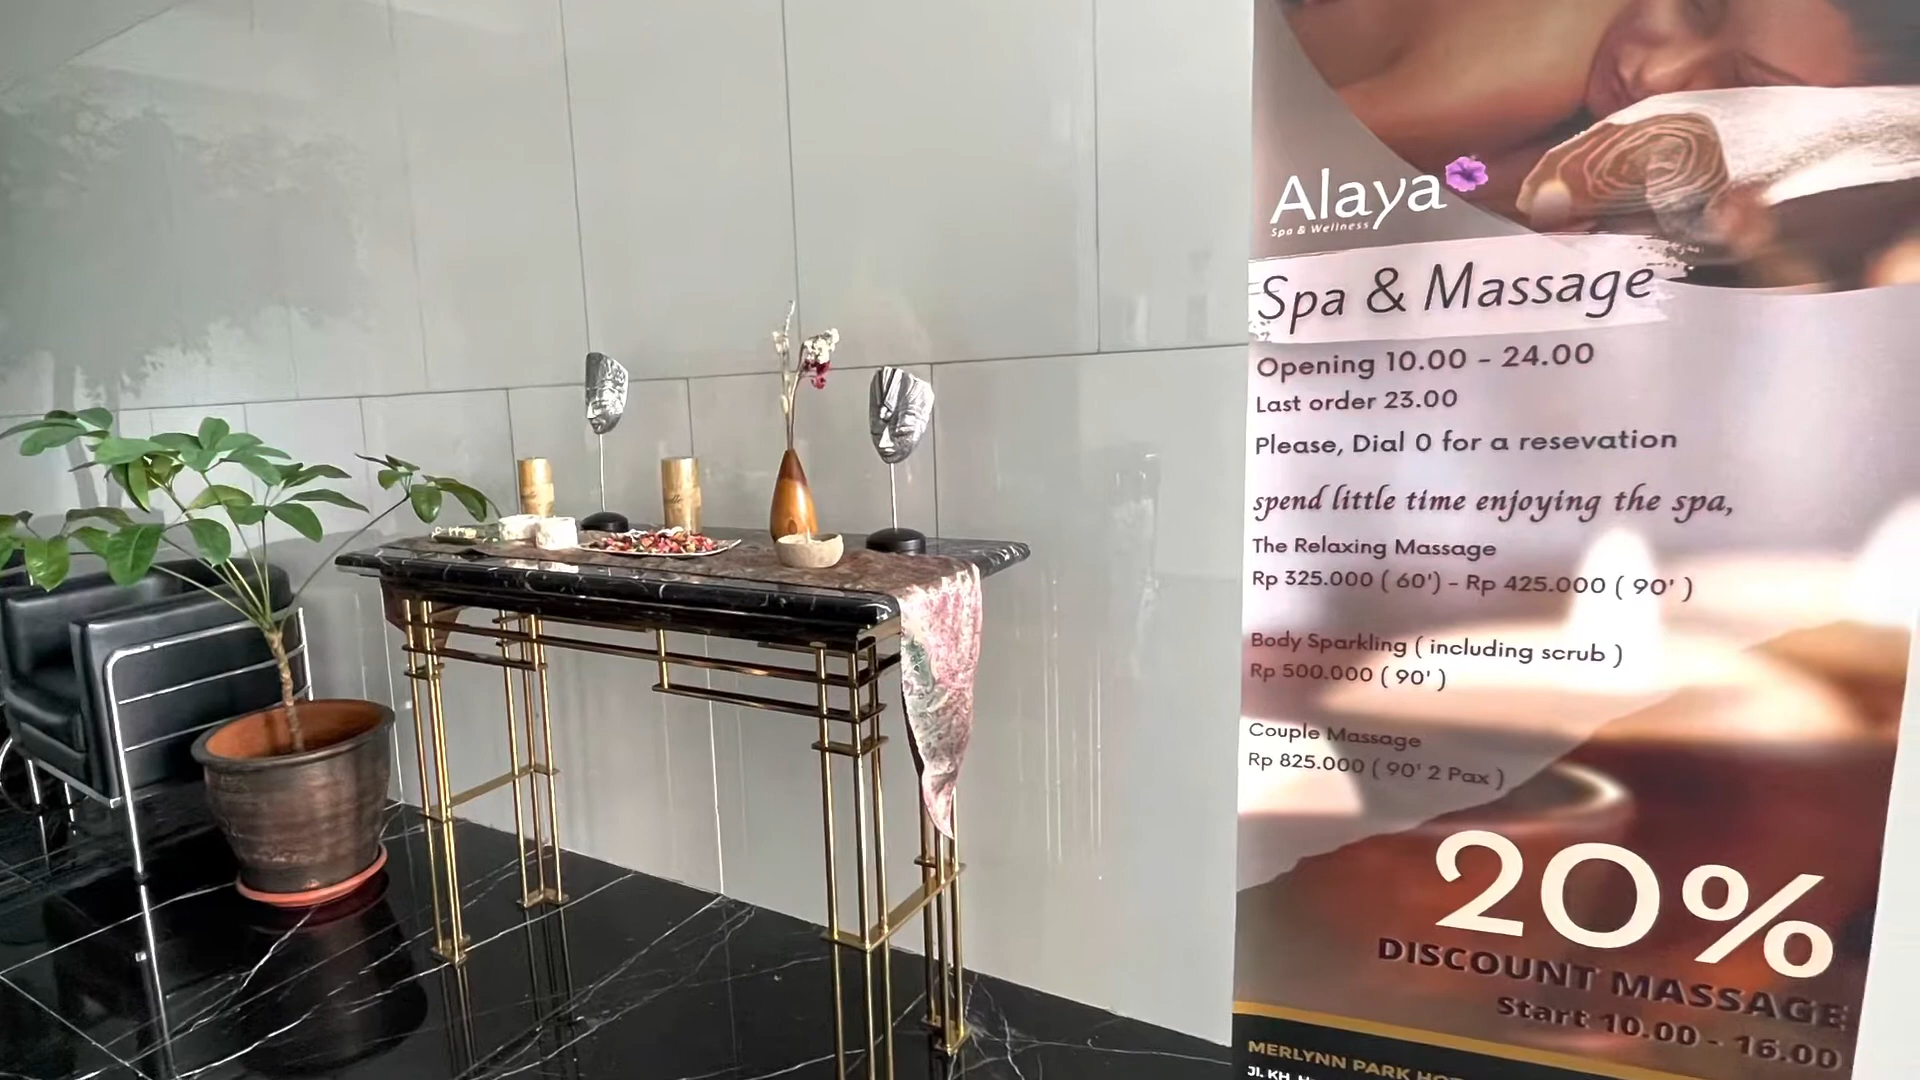 Alaya
Spa & Wellness
Spa & Massage
Opening 10.00 - 24.00
Last order 23.00
Please, Dial 0 for a resevation
spend little time enjoying the spa,
The Relaxing Massage
Rp 325.000 ( 60') - Rp 425.000 ( 90' )
Body Sparkling ( including scrub )
Rp 500.000 ( 90' )
Couple Massage
Rp 825.000 ( 90' 2 Pax )
20%
DISCOUNT MASSAGE
Start 10.00 - 16.00
MERLYNN PARK
Jl. KH.